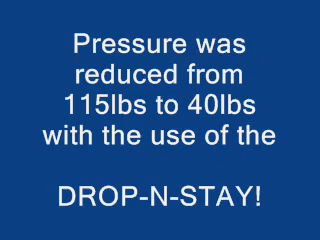 Pressure was
reduced from
115lbs to 40lbs
with the use of the
DROP-N-STAY!